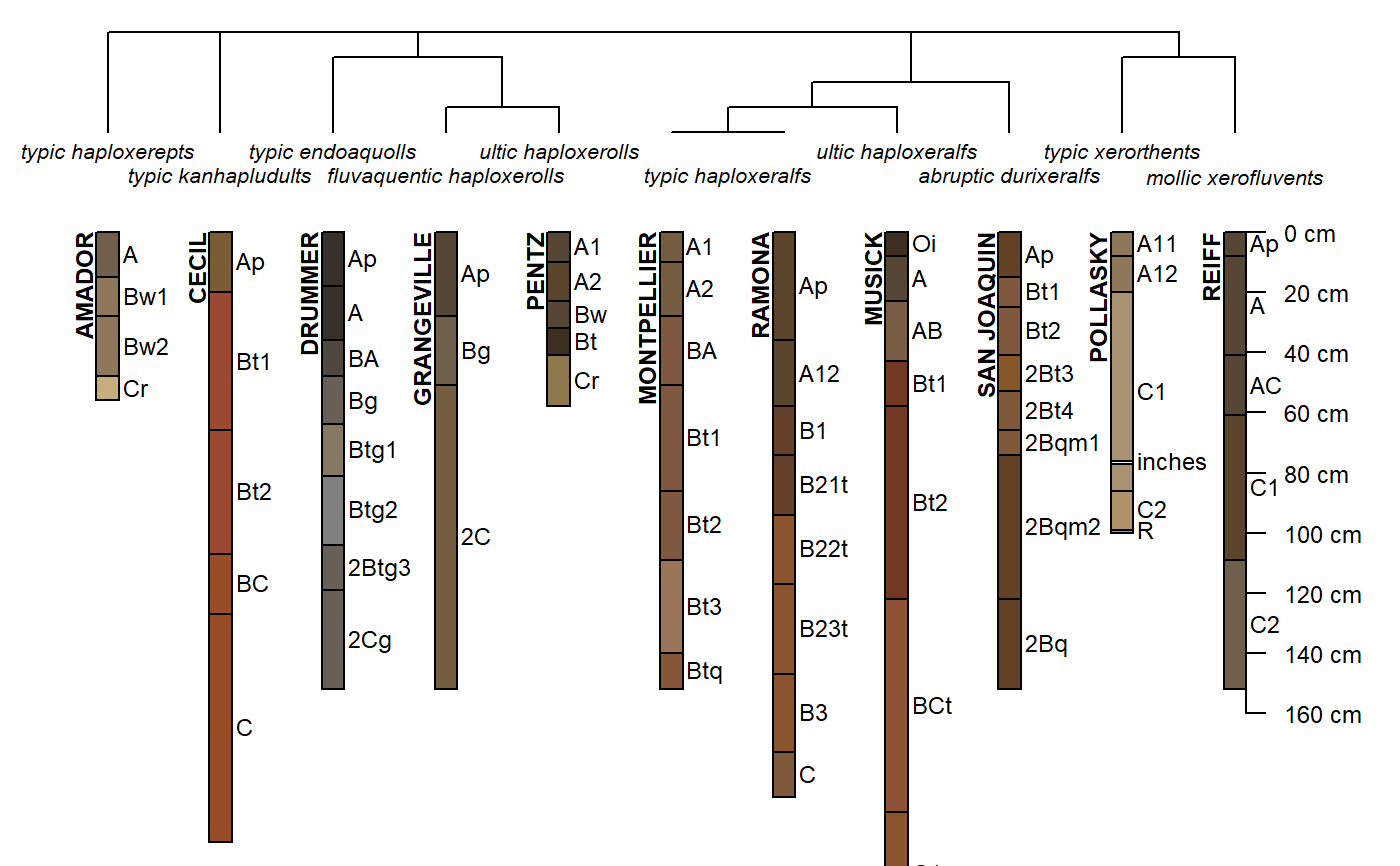 typic haploxerepts
typic endoaquolls
ultic haploxerolls
ultic haploxeralfs
typic xerorthents
typic kanhapludults
fluvaquentic haploxerolls
typic haploxeralfs
abruptic durixeralfs
mollic xerofluvents
AMADOR
A
Bw1
Bw2
Cr
CECIL
Ap
Bt1
Bt2
BC
C
DRUMMER
Ap
A
BA
Bg
Btg1
Btg2
2Btg3
2Cg
GRANGEVILLE
Ap
Bg
2C
PENTZ
A1
A2
Bw
Bt
Cr
MONTPELLIER
A1
A2
BA
Bt1
Bt2
Bt3
Btq
RAMONA
Ap
A12
B1
B21t
B22t
B23t
B3
C
MUSICK
Oi
A
AB
Bt1
Bt2
BCt
SAN JOAQUIN
Ap
Bt1
Bt2
2Bt3
2Bt4
2Bqm1
2Bqm2
2Bq
POLLASKY
A11
A12
C1
inches
C2
R
REIFF
Ap
A
AC
C1
C2
0 cm
20 cm
40 cm
60 cm
80 cm
100 cm
120 cm
140 cm
160 cm